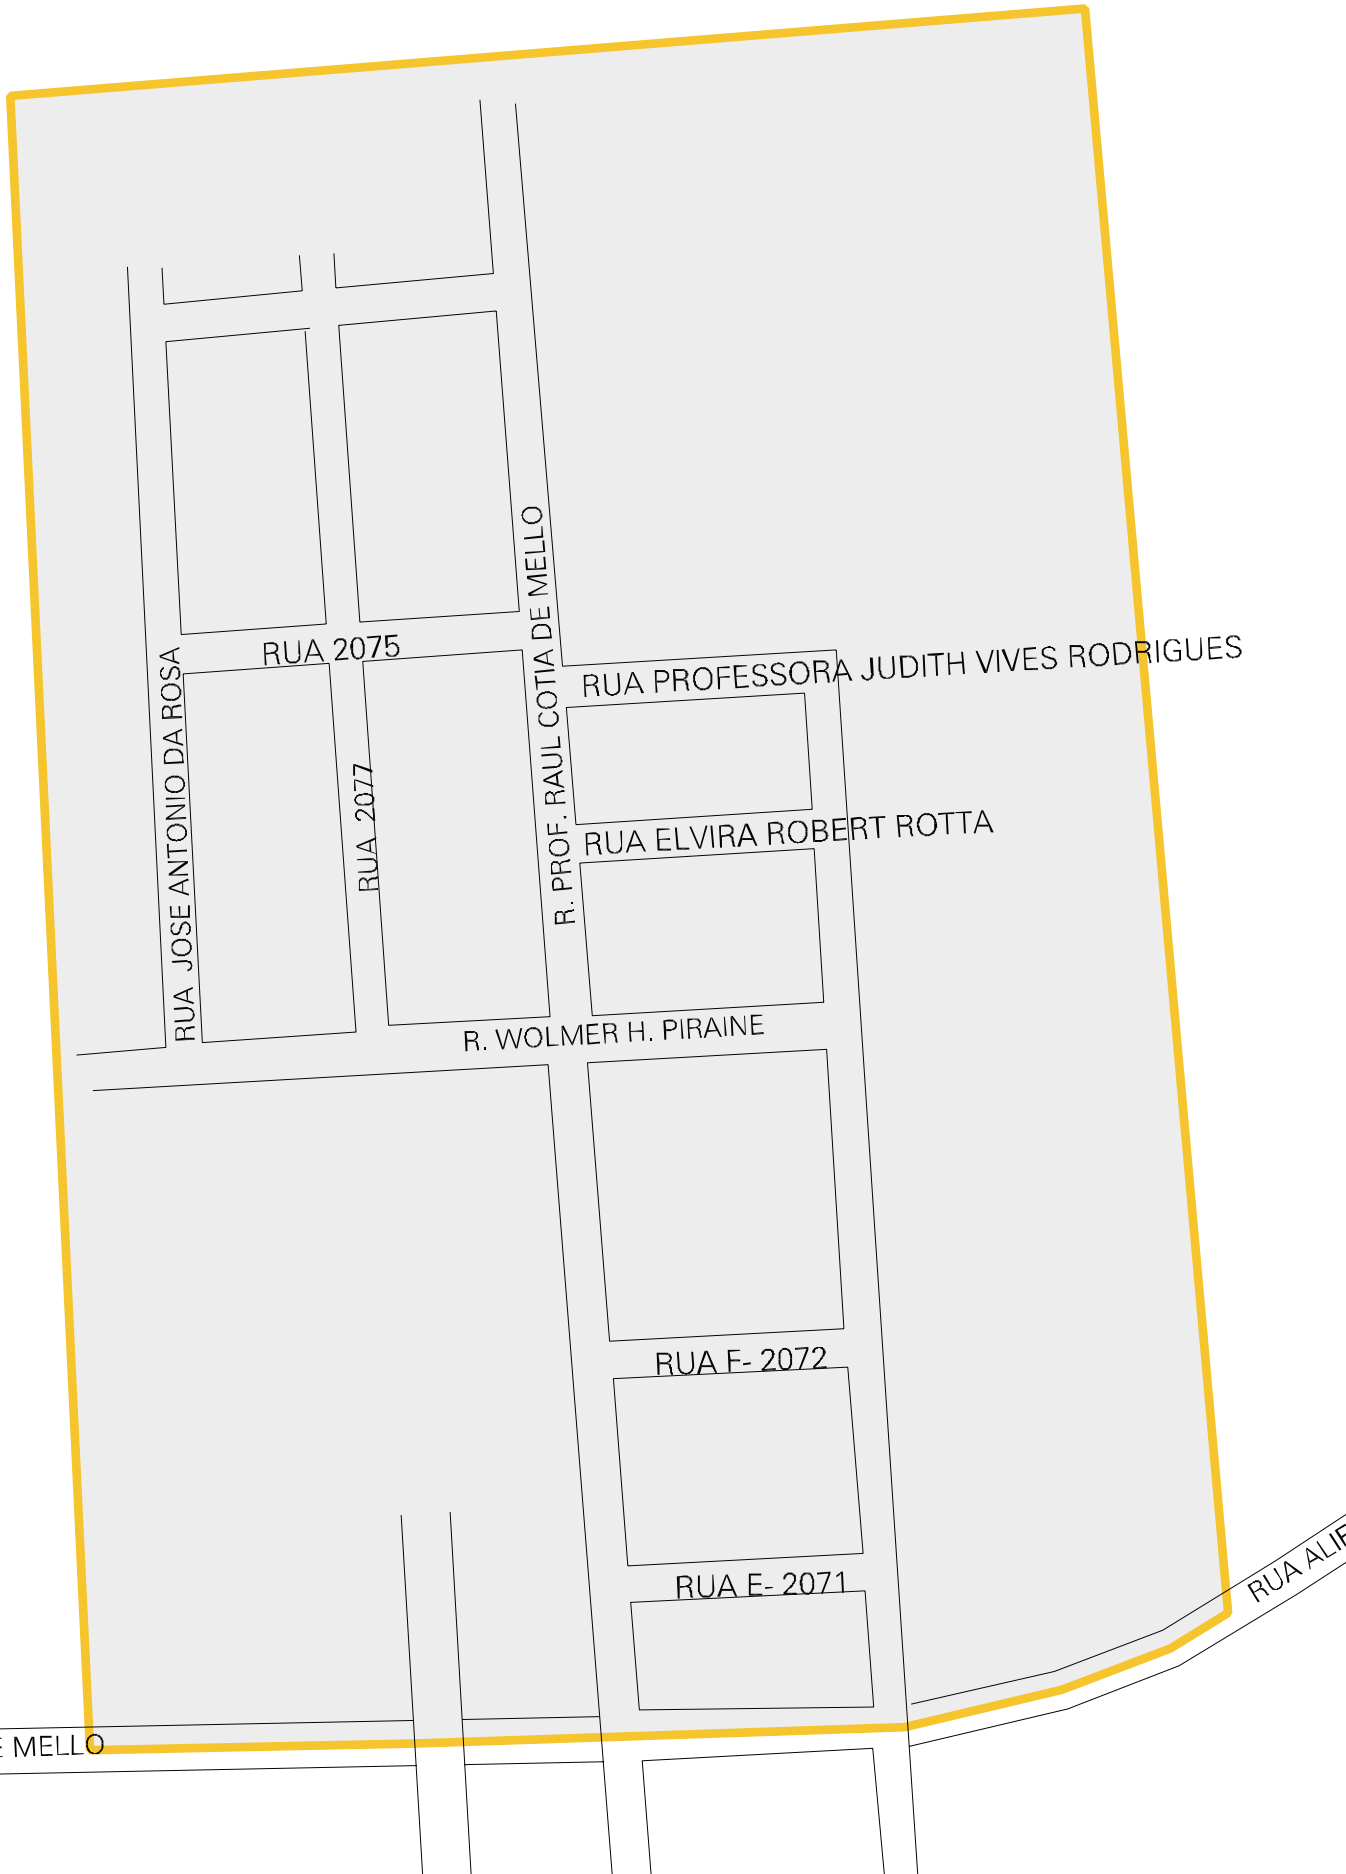 RUA 2075
RUA PROFESSORA JUDITH VIVES RODRIGUES
R. PROF. RAUL COTIA DE MELLO
RUA JOSE ANTONIO DA ROSA
RUA 2077
RUA ELVIRA ROBERT ROTTA
R. WOLMER H. PIRAINE
RUA F- 2072
RUA E- 2071
RUA
MELLO